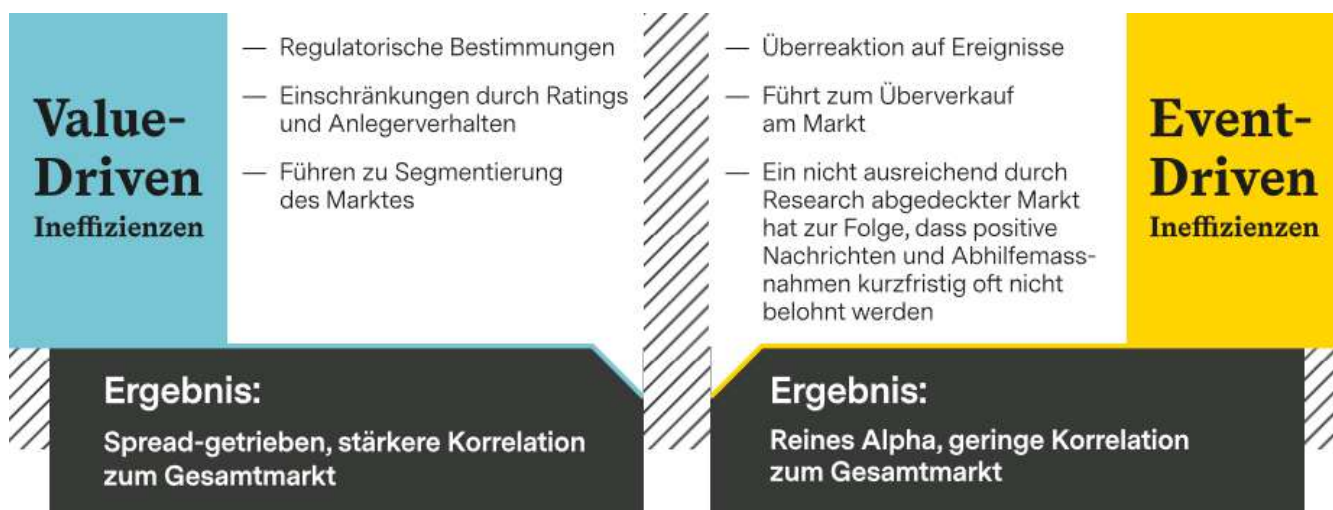 Value-
Driven
Ineffizienzen
— Regulatorische Bestimmungen
— Einschränkungen durch Ratings
und Anlegerverhalten
— Führen zu Segmentierung
des Marktes
Ergebnis:
Spread-getrieben, stärkere Korrelation
zum Gesamtmarkt
— Überreaktion auf Ereignisse
— Führt zum Überverkauf
am Markt
— Ein nicht ausreichend durch
Research abgedeckter Markt
hat zur Folge, dass positive
Nachrichten und Abhilfemass-
nahmen kurzfristig oft nicht
belohnt werden
Event-
Driven
Ineffizienzen
Ergebnis:
Reines Alpha, geringe Korrelation
zum Gesamtmarkt